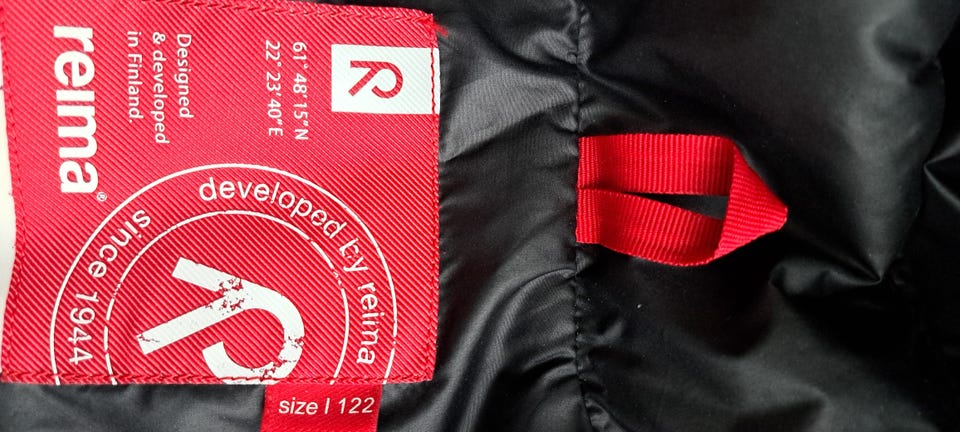 reima®
Designed
& developed
in Finland
61° 48' 15"N
22° 23' 40"E
R
developed by reima
since 1944
R
size I 122